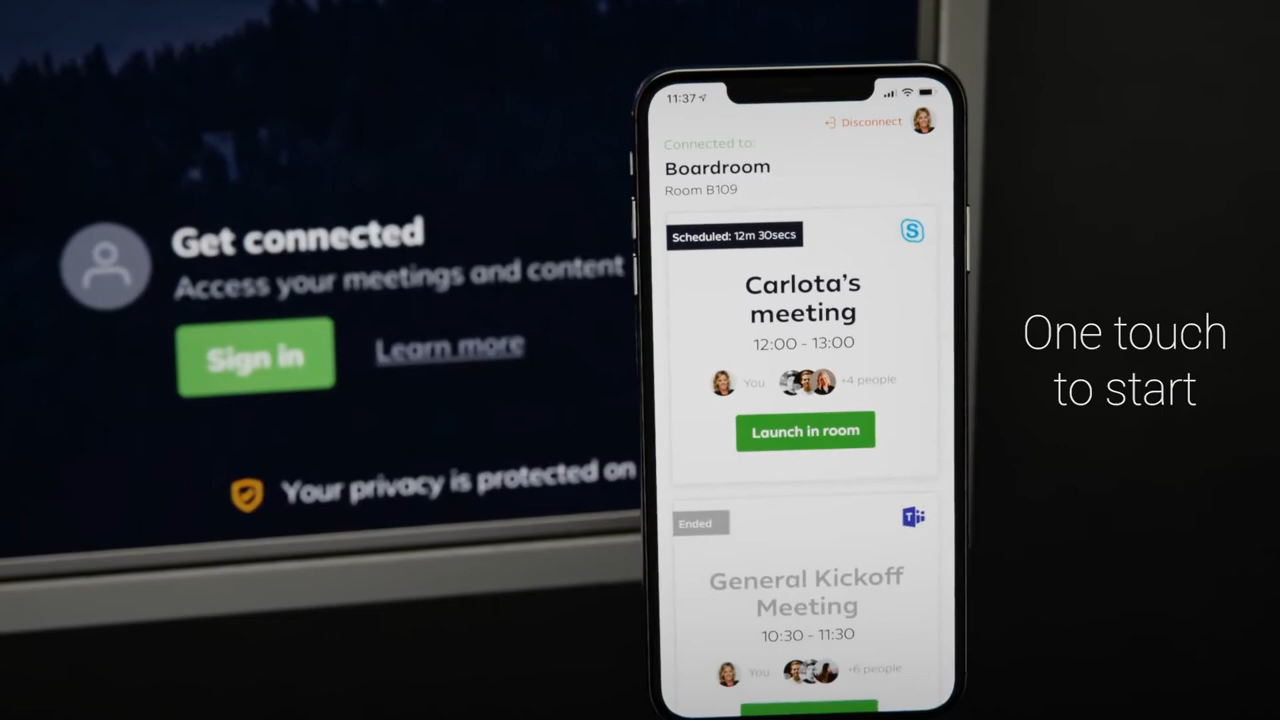 Get connected
Access your meetings and content
Sign in
Learn more
Your privacy is protected on
11:37
Disconnect
Connected to:
Boardroom
Room B109
Scheduled: 12m 30secs
S
Carlota's
meeting
12:00 - 13:00
You
+4 people
Launch in room
Ended
T
General Kickoff
Meeting
10:30 - 11:30
You
+6 people
One touch
to start